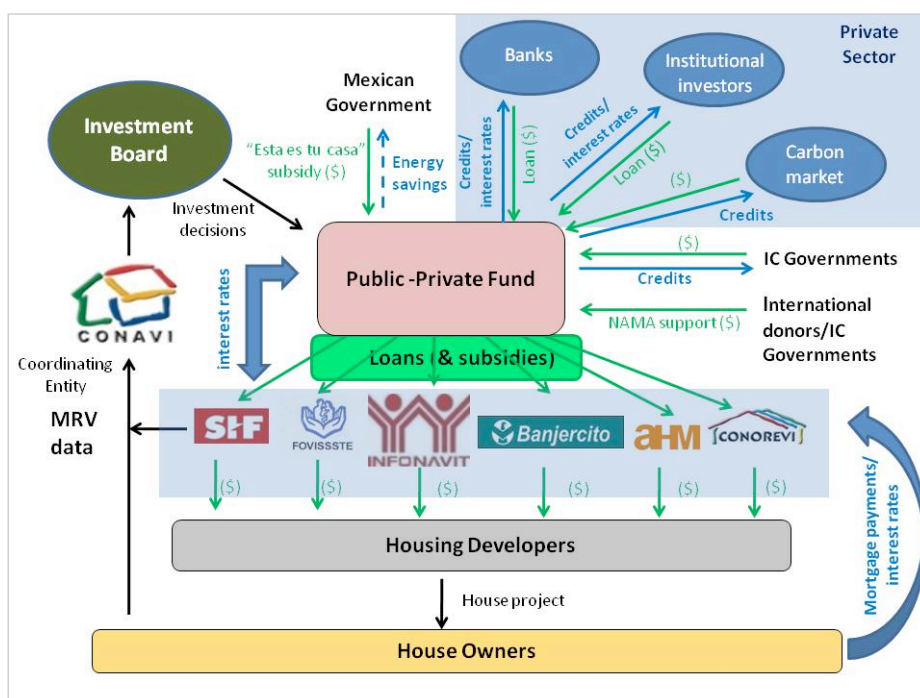 Private
Sector
Banks
Institutional
investors
Carbon
market
Mexican
Government
Investment
Board
"Esta es tu casa"
subsidy ($)
Energy
savings
Credits/
interest rates
Loan ($)
Credits/
interest rates
Loan ($)
($)
Credits
Investment
decisions
Public -Private Fund
($)
Credits
IC Governments
NAMA support ($)
International
donors/IC
Governments
CONAVI
Coordinating
Entity
MRV
data
interest rates
Loans (& subsidies)
SHF
FOVISSSTE
INFONAVIT
Banjercito
aHM
CONOREVI
($)
($)
($)
($)
($)
($)
Housing Developers
Mortgage payments/
interest rates
House project
House Owners